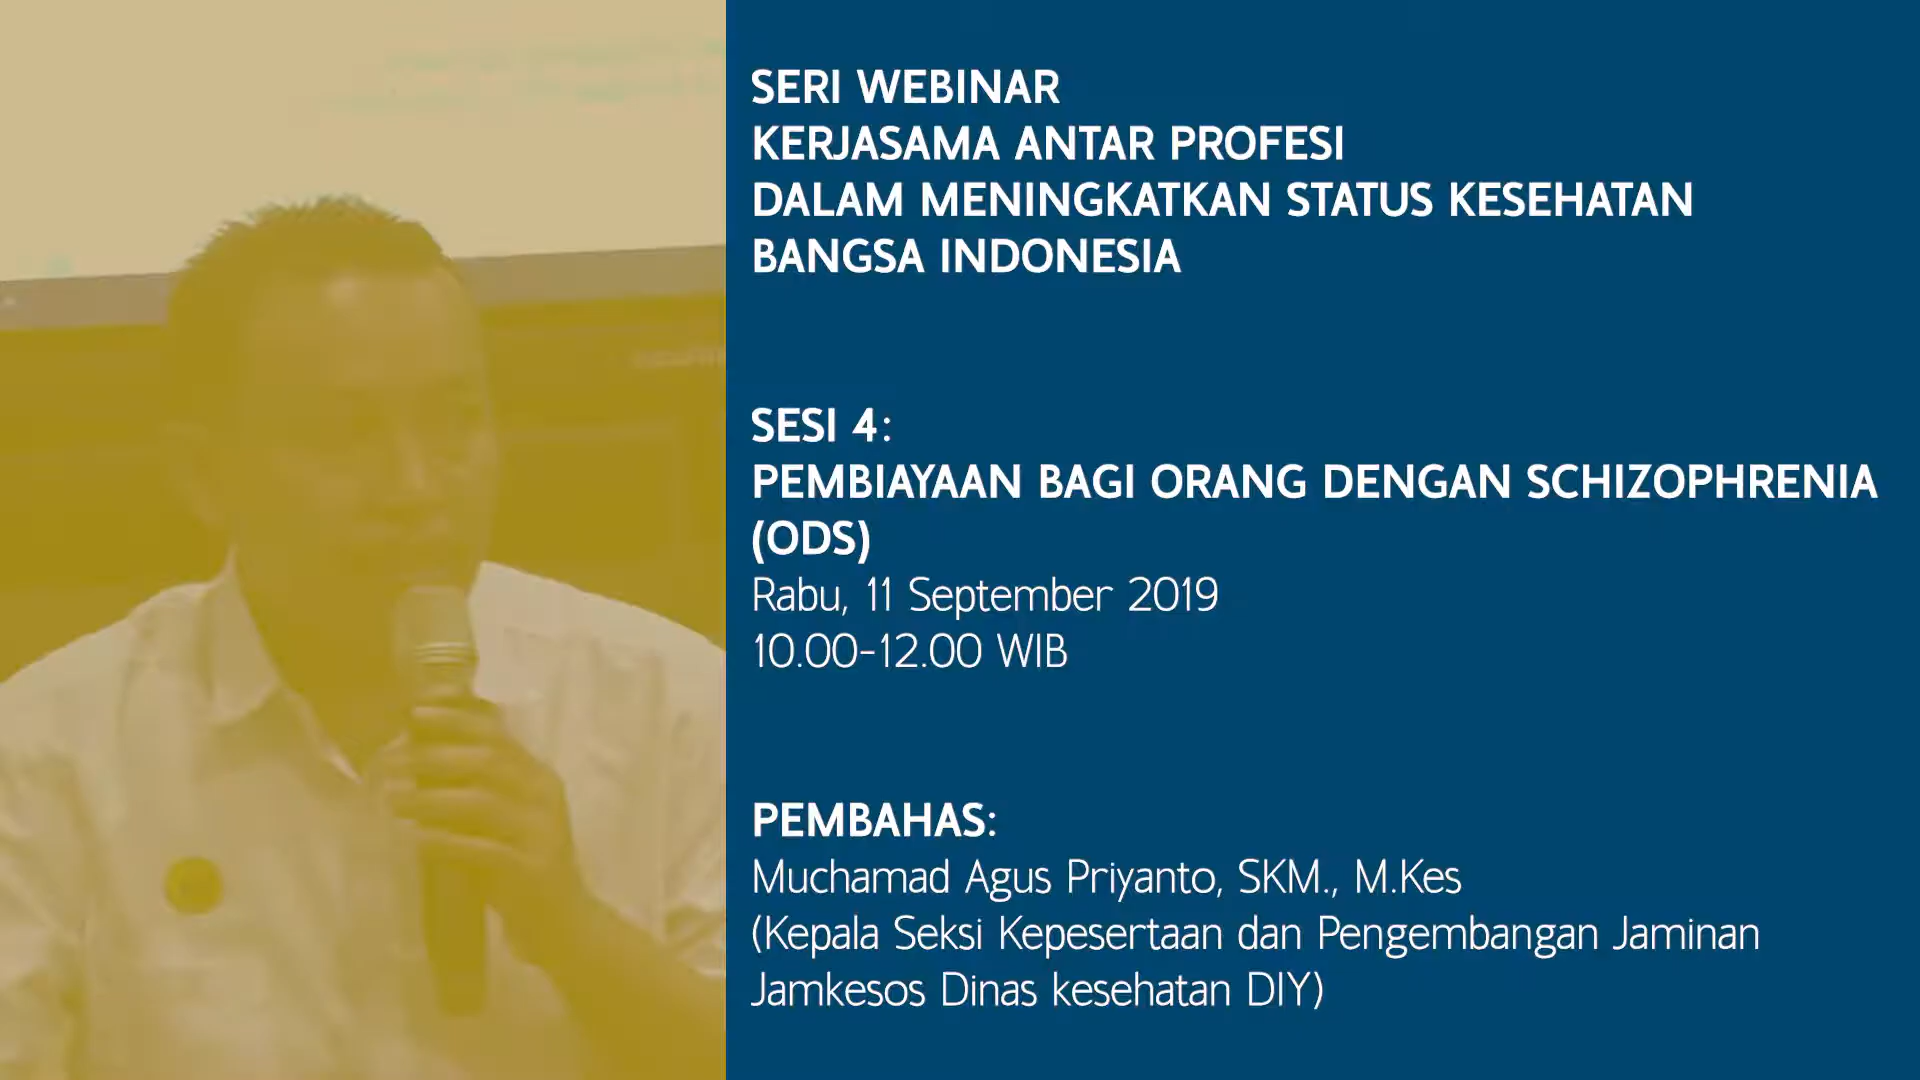 SERI WEBINAR
KERJASAMA ANTAR PROFESI
DALAM MENINGKATKAN STATUS KESEHATAN
BANGSA INDONESIA
SESI 4:
PEMBIAYAAN BAGI ORANG DENGAN SCHIZOPHRENIA
(ODS)
Rabu, 11 September 2019
10.00-12.00 WIB
PEMBAHAS:
Muchamad Agus Priyanto, SKM., M.Kes
(Kepala Seksi Kepesertaan dan Pengembangan Jaminan
Jamkesos Dinas kesehatan DIY)